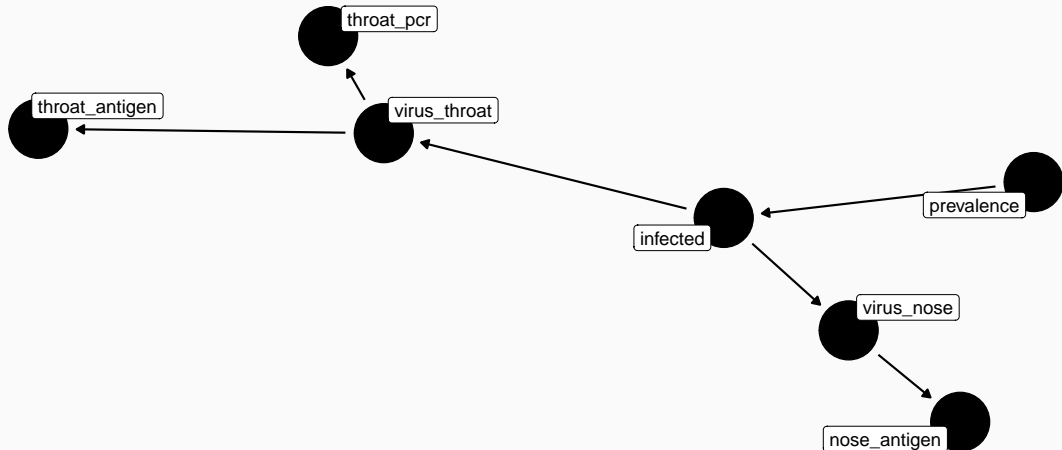 throat_pcr
throat_antigen
virus_throat
prevalence
infected
virus_nose
nose_antigen